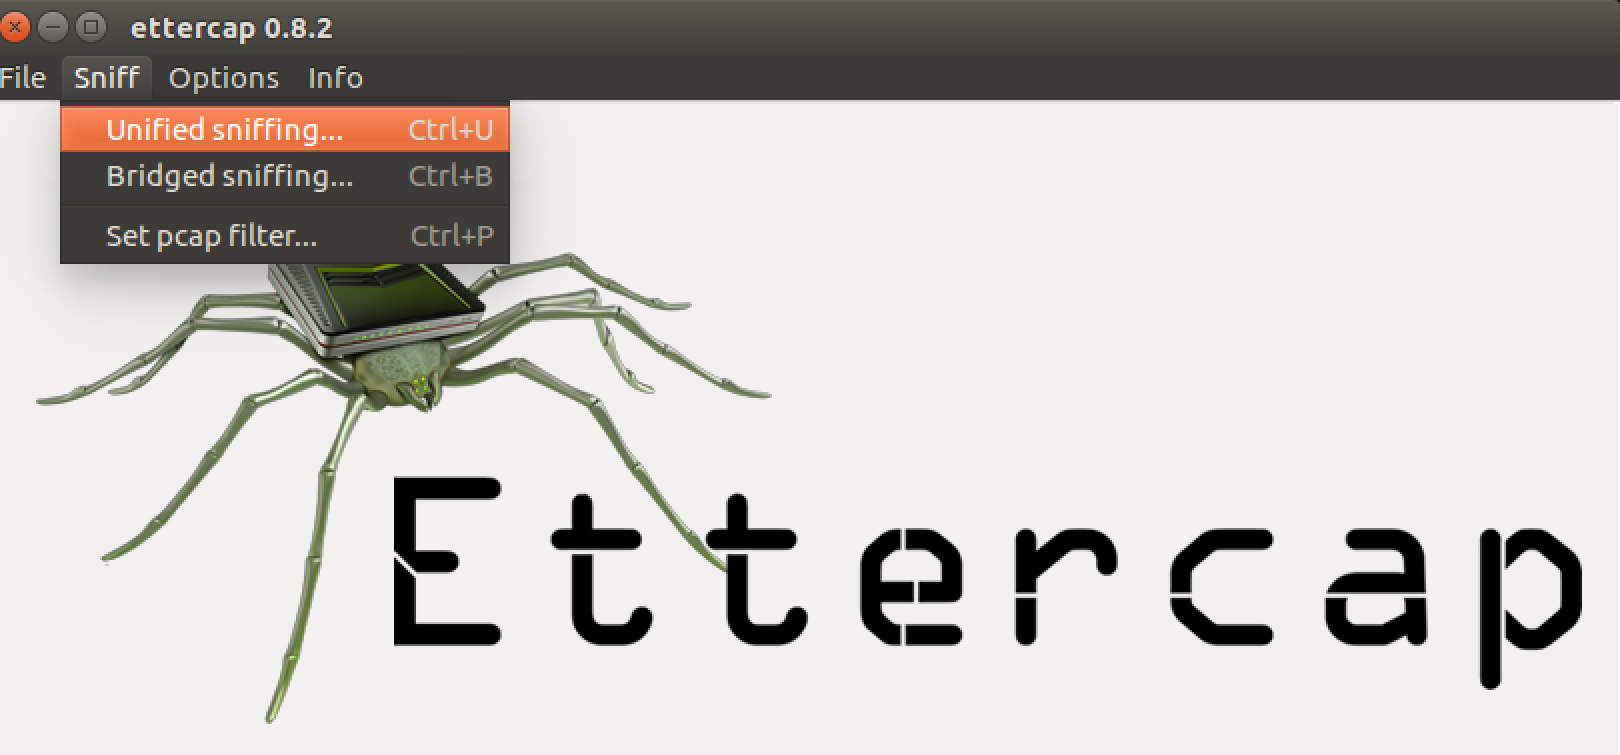 ettercap 0.8.2
File Sniff Options Info
Unified sniffing... Ctrl+U
Bridged sniffing... Ctrl+B
Set pcap filter... Ctrl+P
Ettercap